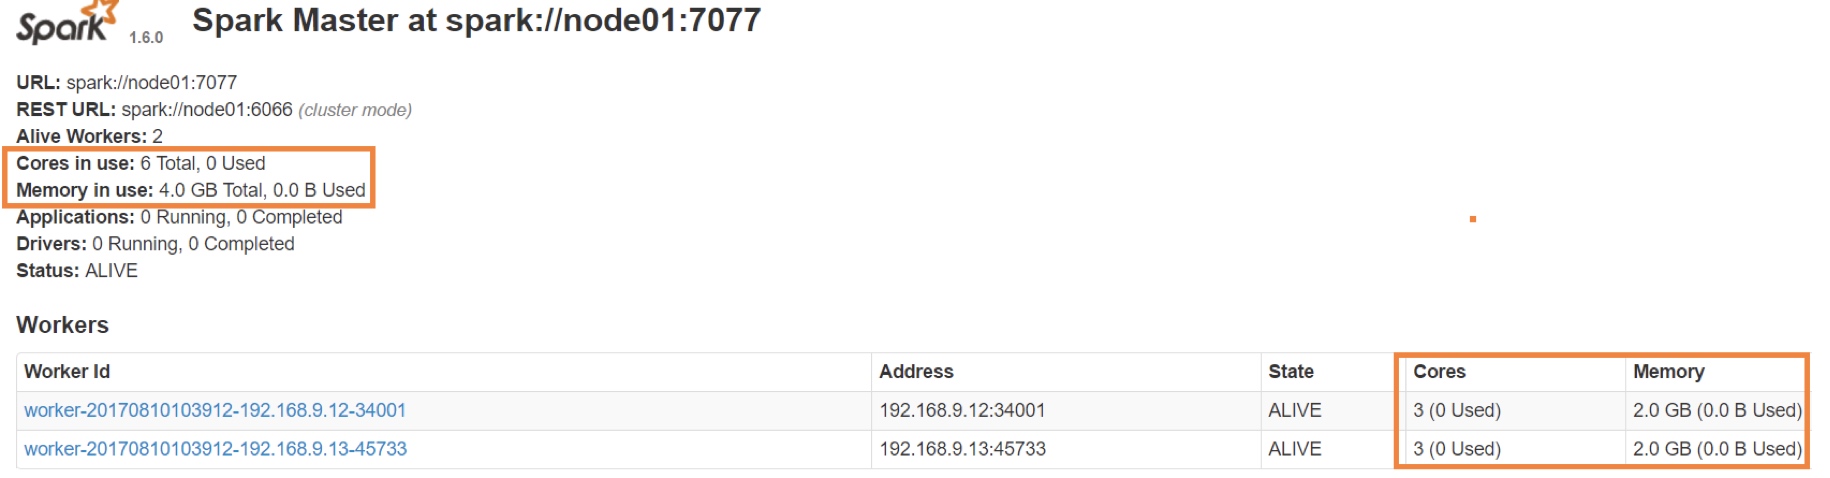 Spark 1.6.0 Spark Master at spark://node01:7077
URL: spark://node01:7077
REST URL: spark://node01:6066 (cluster mode)
Alive Workers: 2
Cores in use: 6 Total, 0 Used
Memory in use: 4.0 GB Total, 0.0 B Used
Applications: 0 Running, 0 Completed
Drivers: 0 Running, 0 Completed
Status: ALIVE
Workers
Worker Id Address State Cores Memory
worker-20170810103912-192.168.9.12-34001 192.168.9.12:34001 ALIVE 3 (0 Used) 2.0 GB (0.0 B Used)
worker-20170810103912-192.168.9.13-45733 192.168.9.13:45733 ALIVE 3 (0 Used) 2.0 GB (0.0 B Used)